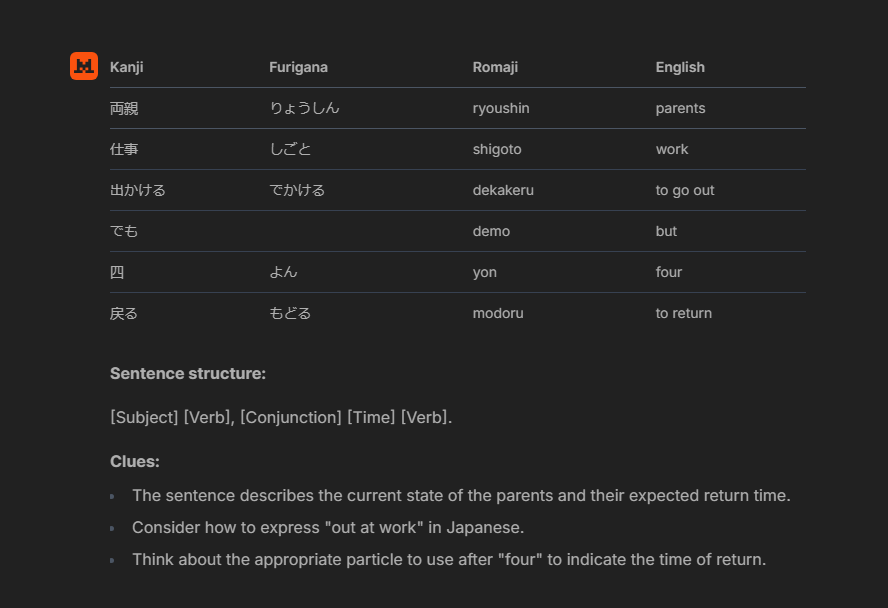 Kanji Furigana Romaji English
両親 りょうしん ryoushin parents
仕事 しごと shigoto work
出かける でかける dekakeru to go out
でも demo but
四 よん yon four
戻る もどる modoru to return
Sentence structure:
[Subject] [Verb], [Conjunction] [Time] [Verb].
Clues:
The sentence describes the current state of the parents and their expected return time.
Consider how to express "out at work" in Japanese.
Think about the appropriate particle to use after "four" to indicate the time of return.